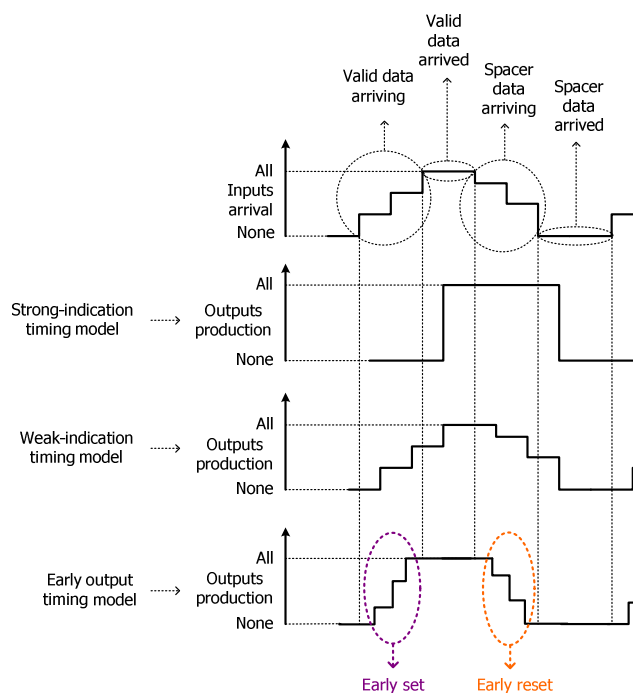 Valid
data
arrived
Valid data
arriving
Spacer
data
arriving
Spacer
data
arrived
All
Inputs
arrival
None
Strong-indication
timing model
All
Outputs
production
None
Weak-indication
timing model
All
Outputs
production
None
Early output
timing model
All
Outputs
production
None
Early set
Early reset